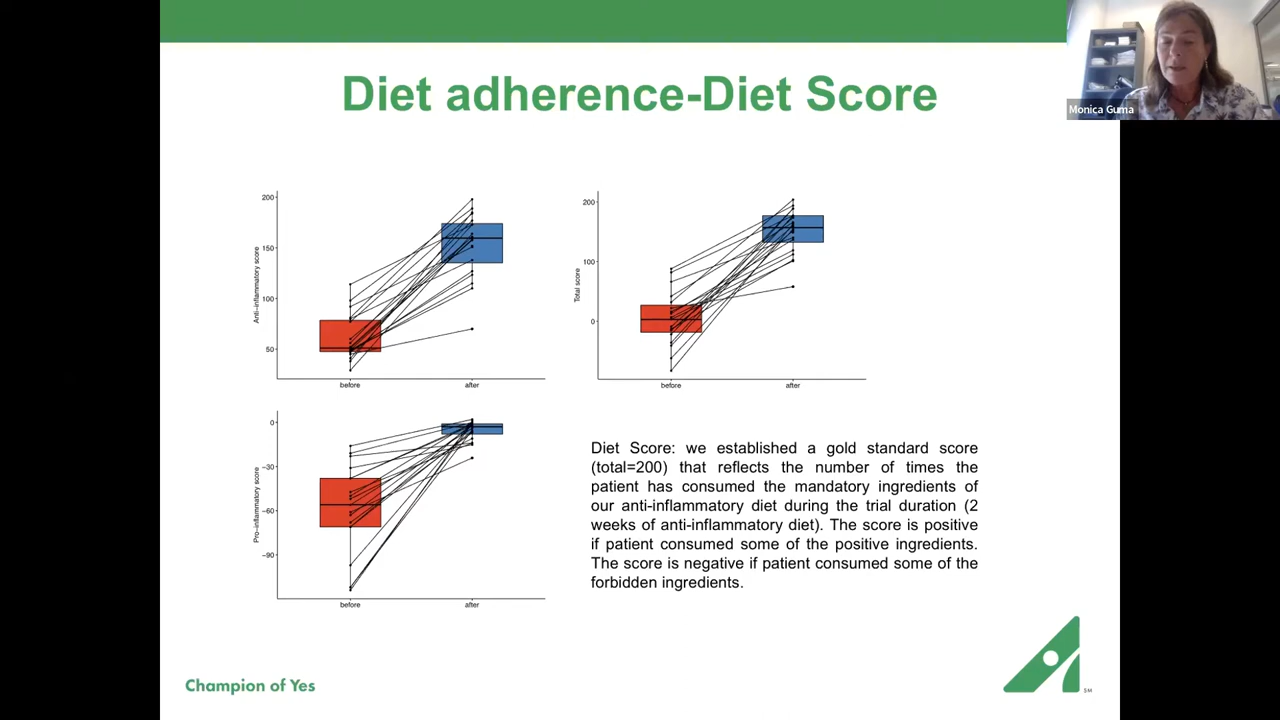 Diet adherence-Diet Score
Monica Guma
200
150
100
50
Anti-inflammatory score
before
after
200
100
0
Total score
before
after
0
-30
-60
-90
Pro-inflammatory score
before
after
Diet Score: we established a gold standard score
(total=200) that reflects the number of times the
patient has consumed the mandatory ingredients of
our anti-inflammatory diet during the trial duration (2
weeks of anti-inflammatory diet). The score is positive
if patient consumed some of the positive ingredients.
The score is negative if patient consumed some of the
forbidden ingredients.
Champion of Yes
SM